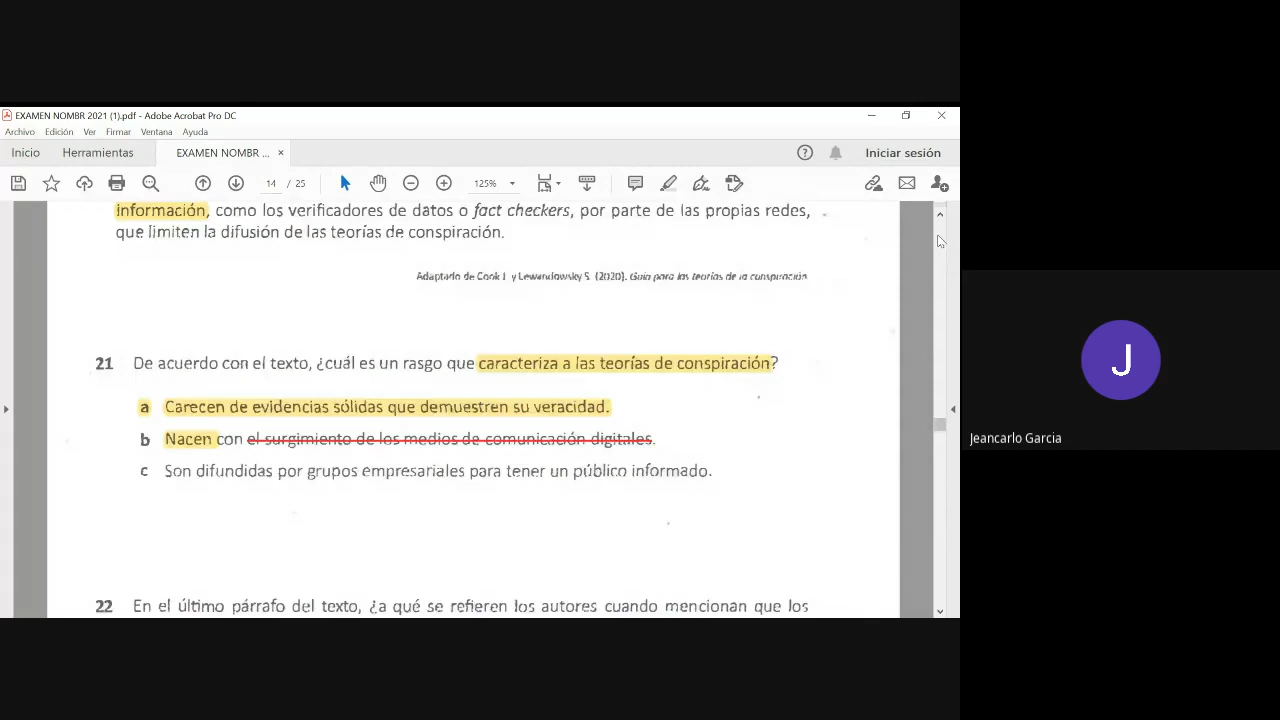 EXAMEN NOMBR 2021 (1).pdf - Adobe Acrobat Pro DC
Archivo Edición Ver Firmar Ventana Ayuda
Inicio Herramientas EXAMEN NOMBR ... × Iniciar sesión
14 / 25 125%
información, como los verificadores de datos o fact checkers, por parte de las propias redes,
que limiten la difusión de las teorías de conspiración.
Adaptado de Cook J. y Lewandowsky S. (2020). Guía para las teorías de la conspiración
21 De acuerdo con el texto, ¿cuál es un rasgo que caracteriza a las teorías de conspiración?
a Carecen de evidencias sólidas que demuestren su veracidad.
b Nacen con el surgimiento de los medios de comunicación digitales.
c Son difundidas por grupos empresariales para tener un público informado.
22 En el último párrafo del texto, ¿a qué se refieren los autores cuando mencionan que los
J
Jeancarlo Garcia